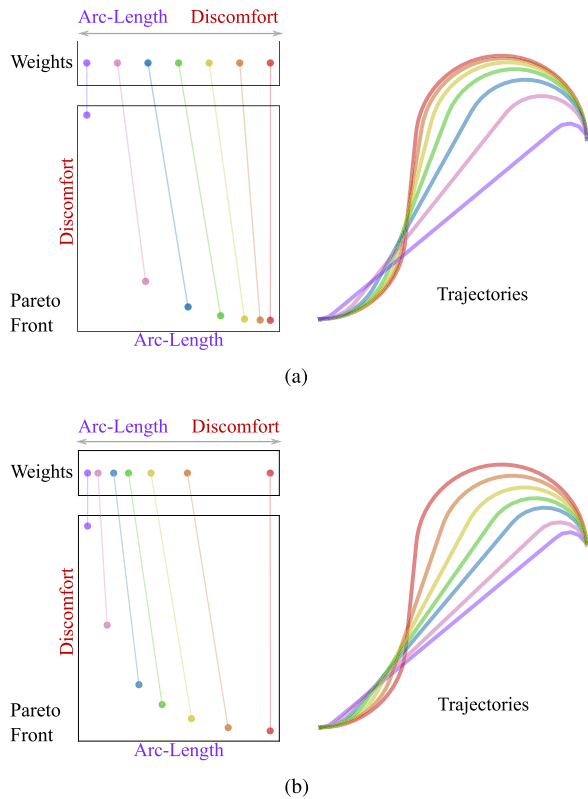 Arc-Length Discomfort
Weights
Discomfort
Pareto
Front
Arc-Length
Trajectories
(a)
Arc-Length Discomfort
Weights
Discomfort
Pareto
Front
Arc-Length
Trajectories
(b)